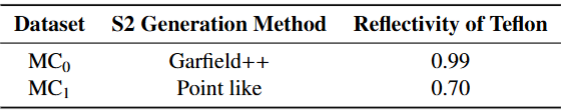 Dataset S2 Generation Method Reflectivity of Teflon
MC₀ Garfield++ 0.99
MC₁ Point like 0.70